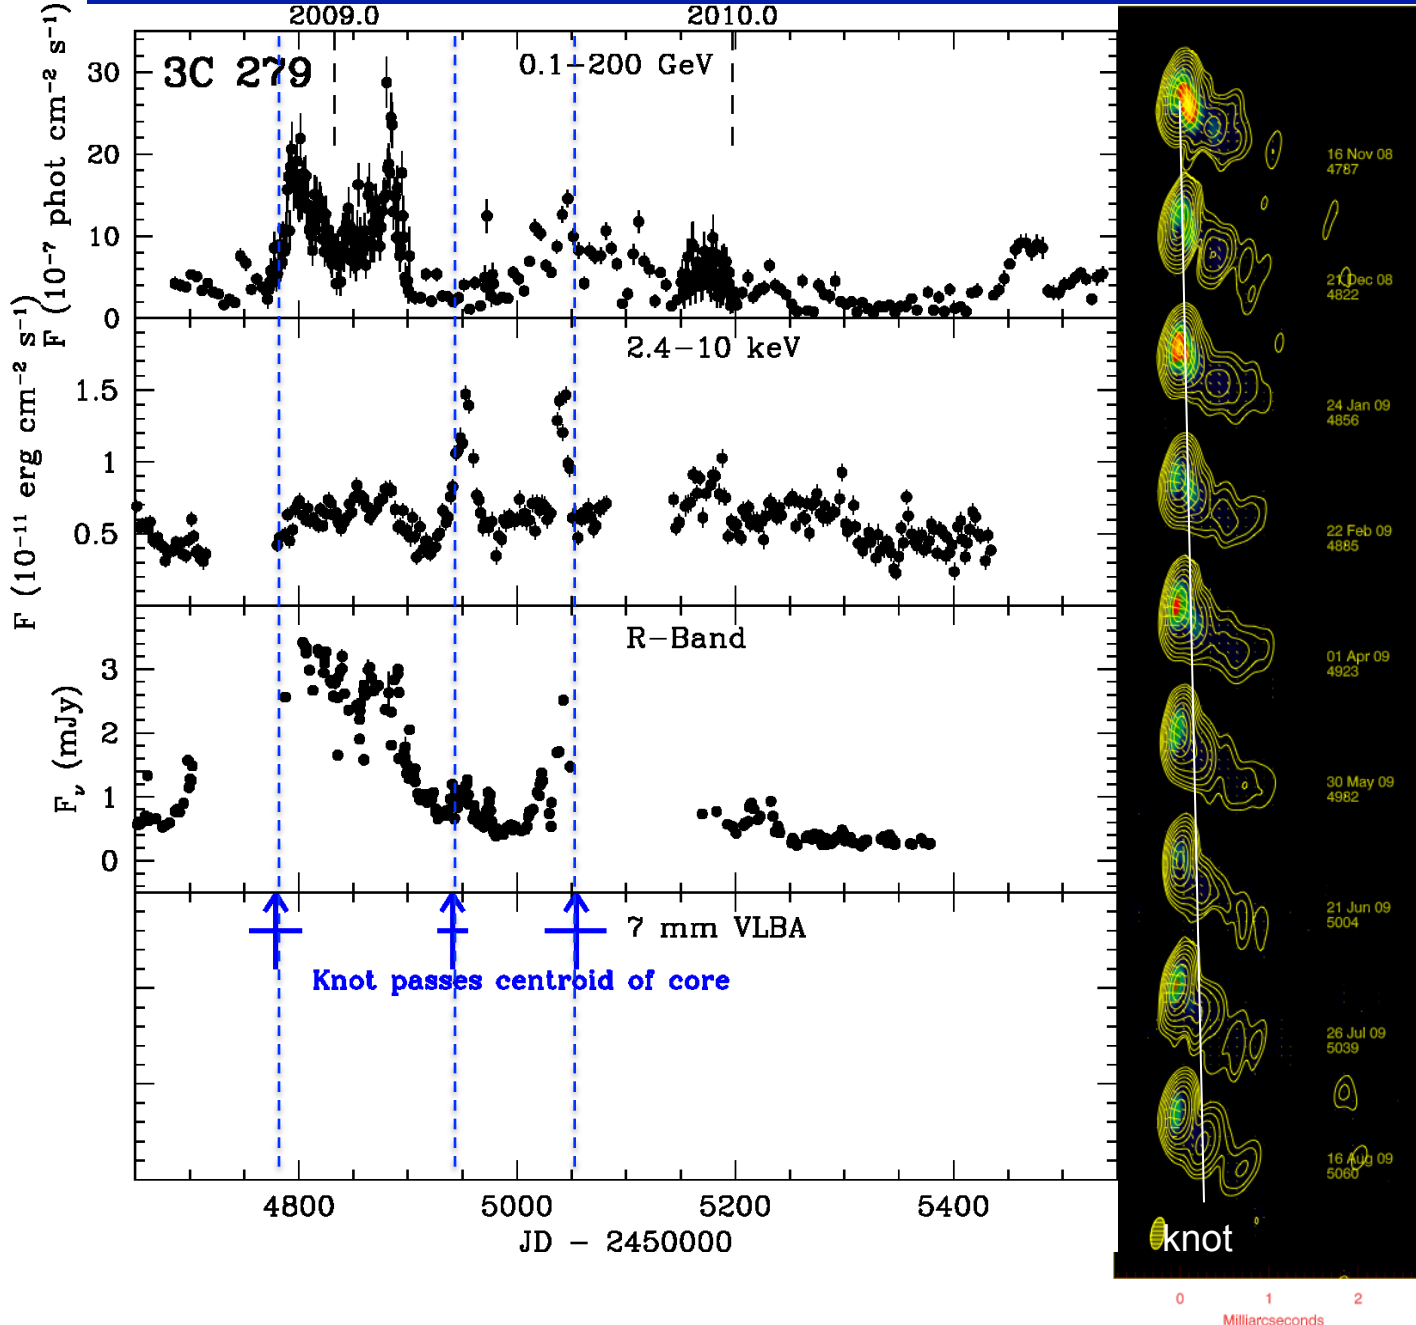 2009.0
2010.0
F (10⁻⁷ phot cm⁻² s⁻¹)
3C 279
0.1−200 GeV
30
20
10
0
F (10⁻¹¹ erg cm⁻² s⁻¹)
2.4−10 keV
1.5
1
0.5
F_ν (mJy)
R−Band
3
2
1
0
7 mm VLBA
Knot passes centroid of core
4800
5000
5200
5400
JD − 2450000
16 Nov 08
4787
21 Dec 08
4822
24 Jan 09
4856
22 Feb 09
4885
01 Apr 09
4923
30 May 09
4982
21 Jun 09
5004
26 Jul 09
5039
16 Aug 09
5060
knot
0
1
2
Milliarcseconds